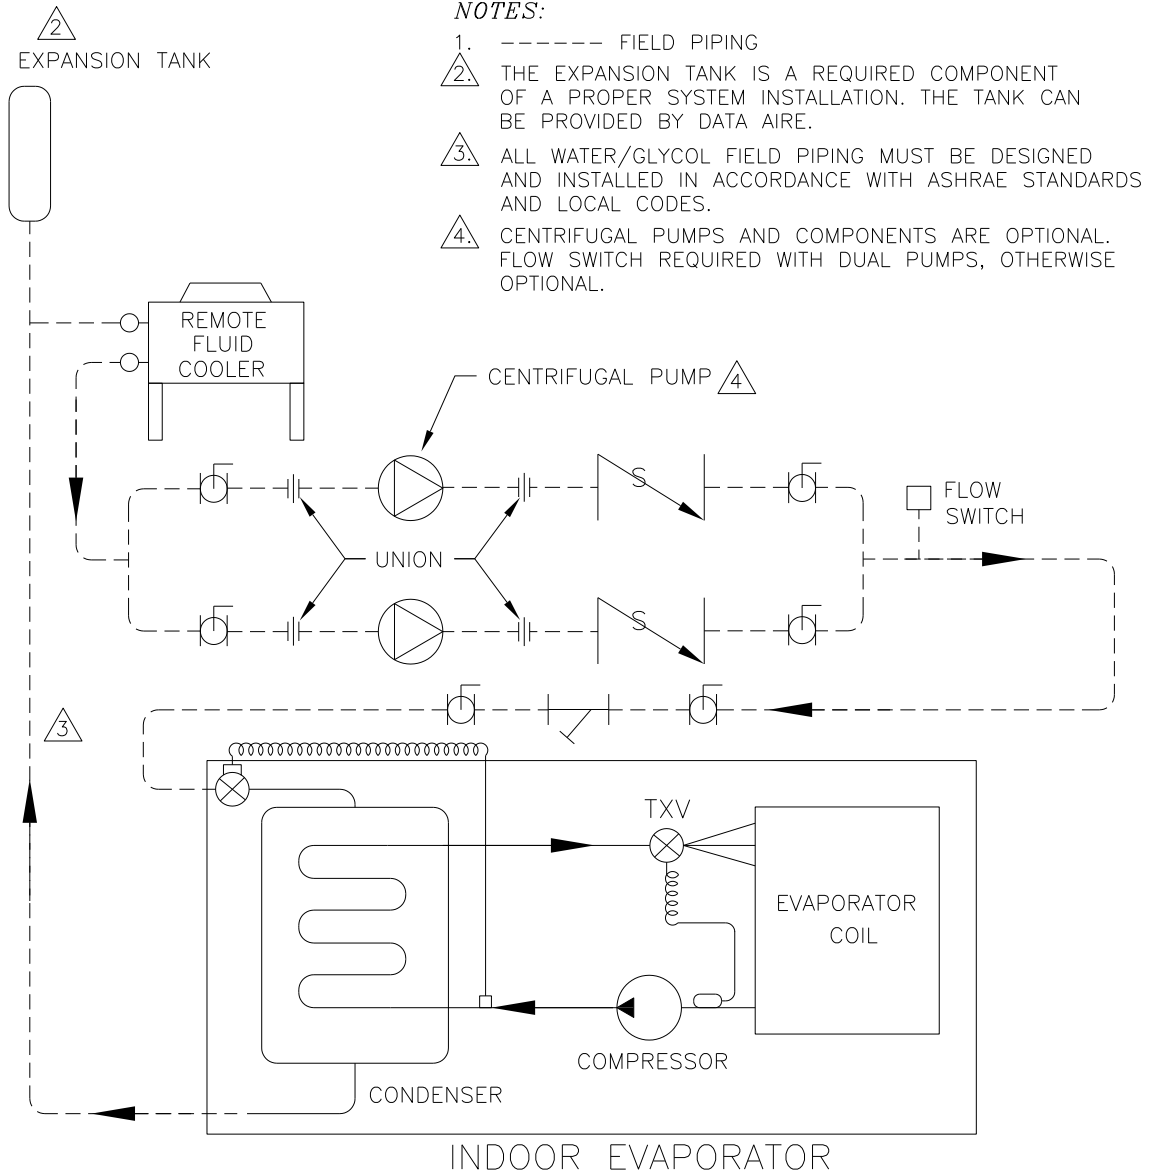 2
EXPANSION TANK
NOTES:
1. ------ FIELD PIPING
2. THE EXPANSION TANK IS A REQUIRED COMPONENT
OF A PROPER SYSTEM INSTALLATION. THE TANK CAN
BE PROVIDED BY DATA AIRE.
3. ALL WATER/GLYCOL FIELD PIPING MUST BE DESIGNED
AND INSTALLED IN ACCORDANCE WITH ASHRAE STANDARDS
AND LOCAL CODES.
4. CENTRIFUGAL PUMPS AND COMPONENTS ARE OPTIONAL.
FLOW SWITCH REQUIRED WITH DUAL PUMPS, OTHERWISE
OPTIONAL.
REMOTE
FLUID
COOLER
CENTRIFUGAL PUMP 4
S
FLOW
SWITCH
UNION
S
3
TXV
EVAPORATOR
COIL
COMPRESSOR
CONDENSER
INDOOR EVAPORATOR